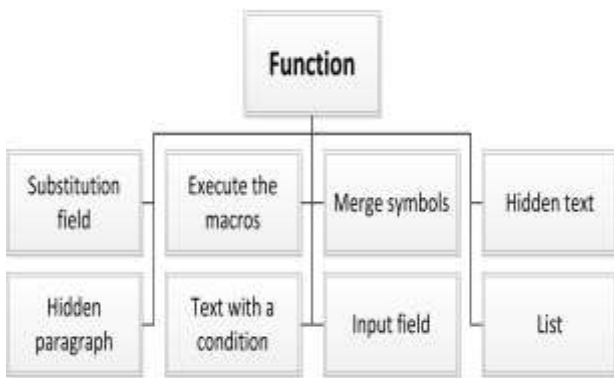 Function
Substitution
field
Execute the
macros
Merge symbols
Hidden text
Hidden
paragraph
Text with a
condition
Input field
List